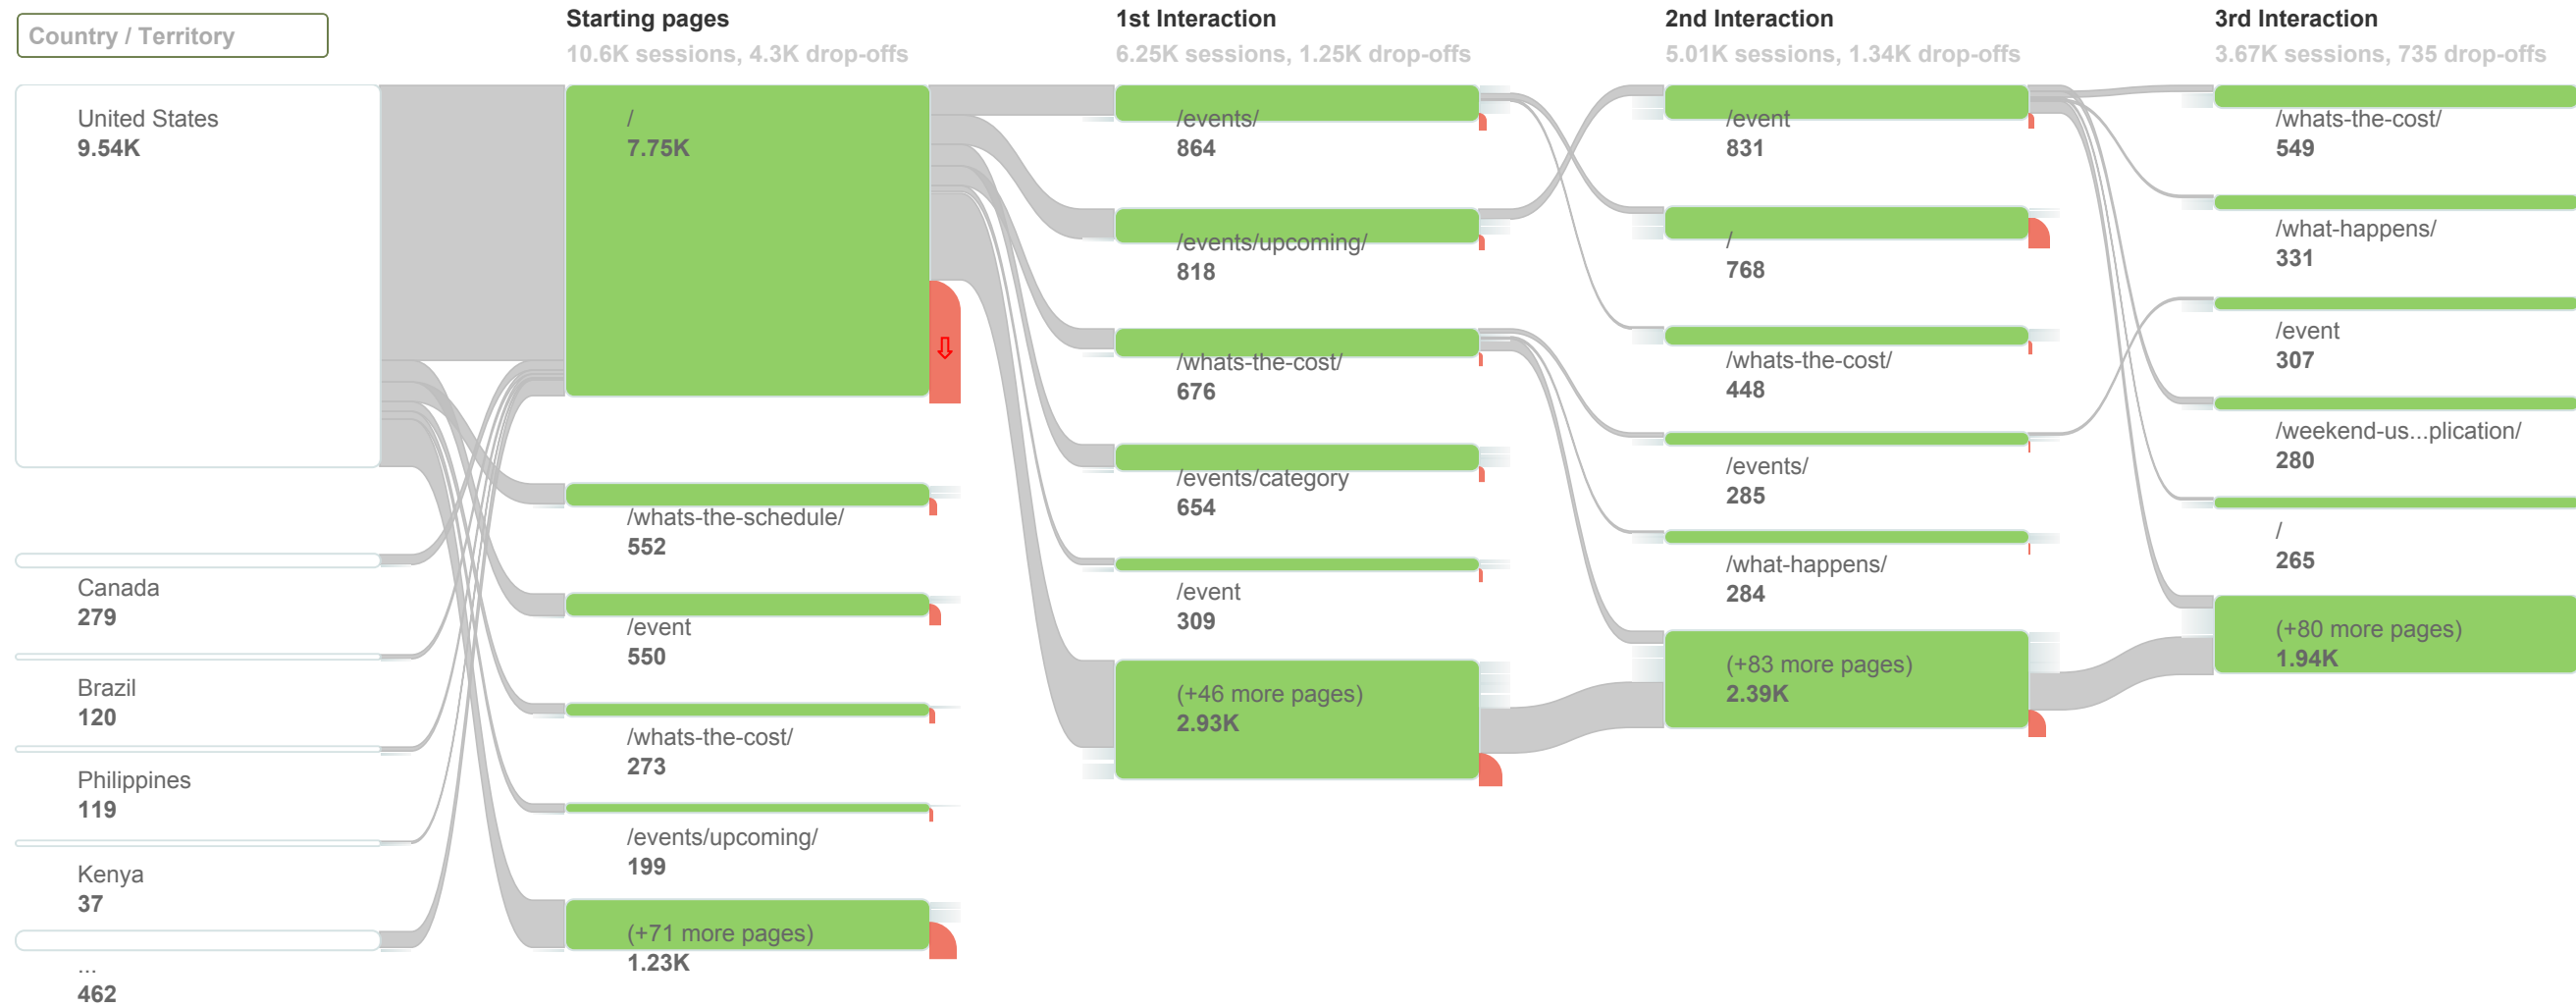 Country / Territory
United States
9.54K
Canada
279
Brazil
120
Philippines
119
Kenya
37
...
462
Starting pages
10.6K sessions, 4.3K drop-offs
/
7.75K
/whats-the-schedule/
552
/event
550
/whats-the-cost/
273
/events/upcoming/
199
(+71 more pages)
1.23K
1st Interaction
6.25K sessions, 1.25K drop-offs
/events/
864
/events/upcoming/
818
/whats-the-cost/
676
/events/category
654
/event
309
(+46 more pages)
2.93K
2nd Interaction
5.01K sessions, 1.34K drop-offs
/event
831
/
768
/whats-the-cost/
448
/events/
285
/what-happens/
284
(+83 more pages)
2.39K
3rd Interaction
3.67K sessions, 735 drop-offs
/whats-the-cost/
549
/what-happens/
331
/event
307
/weekend-us...plication/
280
/
265
(+80 more pages)
1.94K